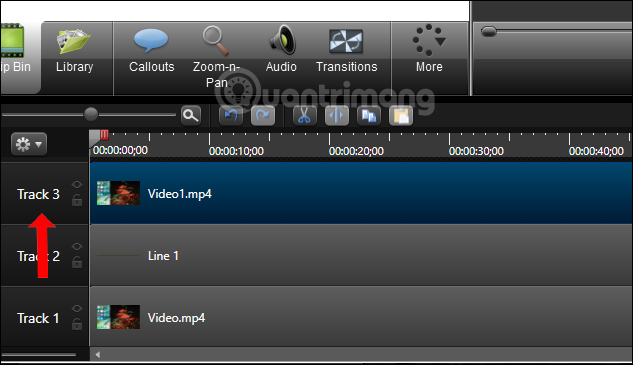 ip Bin
Library
Callouts
Zoom-n-
Pan
Audio
Transitions
More
Quantrimang
00:00:00;00
00:00:10;00
00:00:20;00
00:00:30;00
00:00:40;00
Track 3
Video1.mp4
Track 2
Line 1
Track 1
Video.mp4